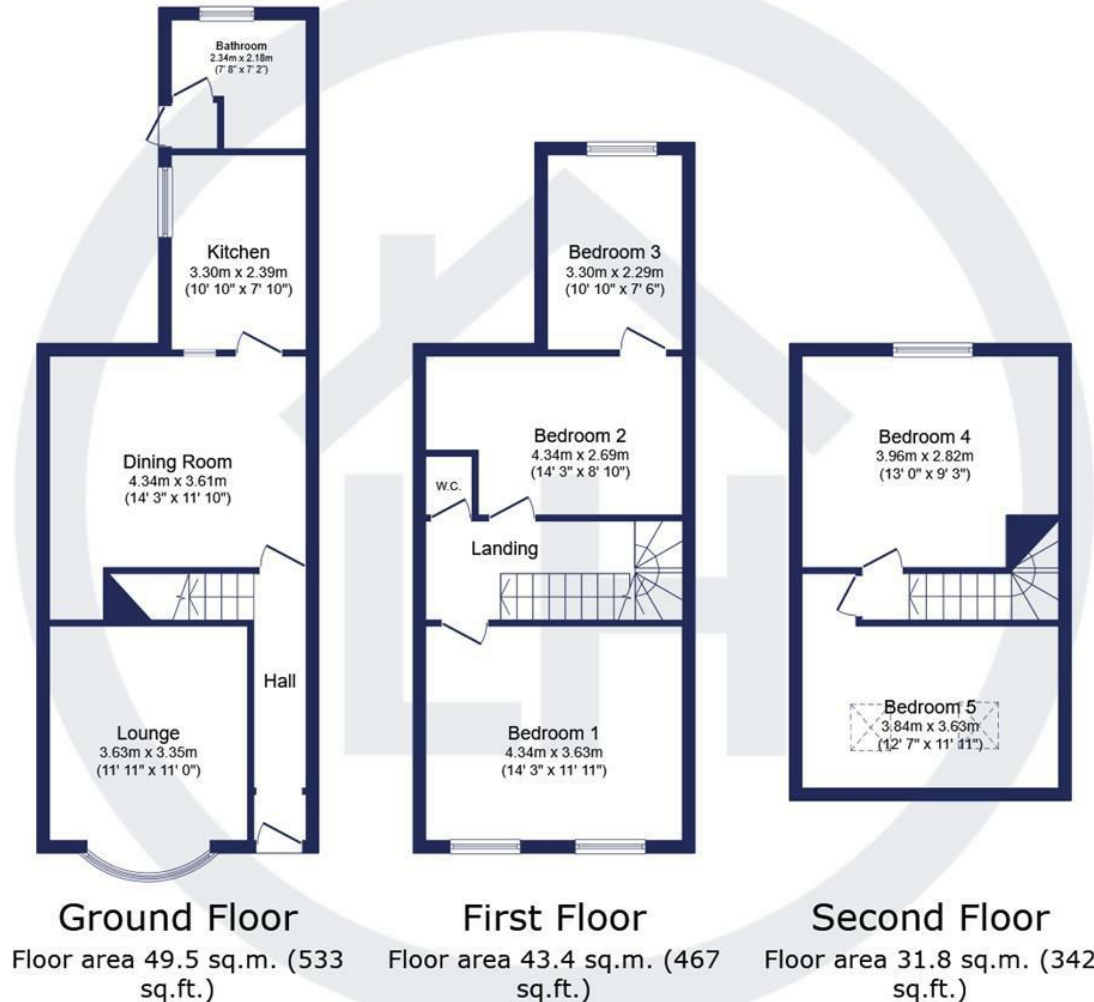 Bathroom
2.34m x 2.18m
(7' 8" x 7' 2")
Kitchen
3.30m x 2.39m
(10' 10" x 7' 10")
Dining Room
4.34m x 3.61m
(14' 3" x 11' 10")
Hall
Lounge
3.63m x 3.35m
(11' 11" x 11' 0")
Ground Floor
Floor area 49.5 sq.m. (533
sq.ft.)
Bedroom 3
3.30m x 2.29m
(10' 10" x 7' 6")
Bedroom 2
4.34m x 2.69m
(14' 3" x 8' 10")
W.C.
Landing
Bedroom 1
4.34m x 3.63m
(14' 3" x 11' 11")
First Floor
Floor area 43.4 sq.m. (467
sq.ft.)
Bedroom 4
3.96m x 2.82m
(13' 0" x 9' 3")
Bedroom 5
3.84m x 3.63m
(12' 7" x 11' 11")
Second Floor
Floor area 31.8 sq.m. (342
sq.ft.)
LH